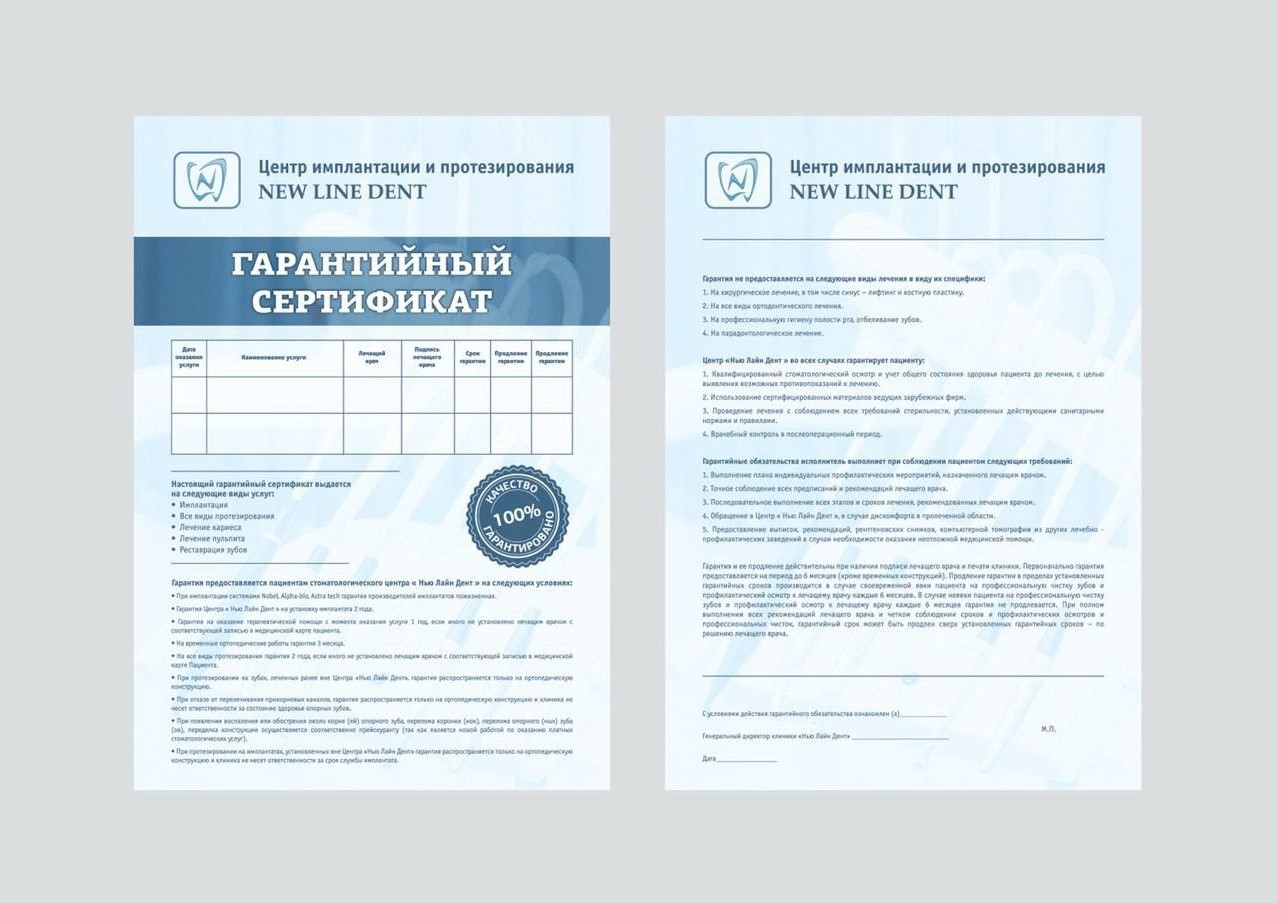 Центр имплантации и протезирования
NEW LINE DENT
ГАРАНТИЙНЫЙ
СЕРТИФИКАТ
Дата оказания услуги
Наименование услуги
Лечащий врач
Подпись лечащего врача
Срок гарантии
Продление гарантии
Продление гарантии
Настоящий гарантийный сертификат выдается
на следующие виды услуг:
• Имплантация
• Все виды протезирования
• Лечение кариеса
• Лечение пульпита
• Реставрация зубов
КАЧЕСТВО
100%
ГАРАНТИРОВАНО
Гарантия предоставляется пациентам стоматологического центра « Нью Лайн Дент » на следующих условиях:
• При имплантации системами Nobel, Alpha-bio, Astra tech гарантия производителей имплантов пожизненная.
• Гарантия Центра « Нью Лайн Дент » на установку импланта 2 года.
• Гарантия на оказание терапевтической помощи с момента оказания услуги 1 год, если иного не установлено лечащим врачом с
соответствующей записью в медицинской карте пациента.
• На временные ортопедические работы гарантия 3 месяца.
• На все виды протезирования гарантия 2 года, если иного не установлено лечащим врачом с соответствующей записью в медицинской
карте Пациента.
• При протезировании на зубах, леченных ранее вне Центра «Нью Лайн Дент», гарантия распространяется только на ортопедическую
конструкцию.
• При отказе от перелечивания прикорневых каналов, гарантия распространяется только на ортопедическую конструкцию и клиника не
несет ответственности за состояние здоровье опорных зубов.
• При появления воспаления или обострения около корня (ей) опорного зуба, перелома коронки (нок), перелома опорного (ных) зуба
(ов), переделка конструкции осуществляется соответственно прейскуранту (так как является новой работой по оказанию платных
стоматологических услуг).
• При протезировании на имплантатах, установленных вне Центра «Нью Лайн Дент» гарантия распространяется только на ортопедическую
конструкцию и клиника не несет ответственности за срок службы имплантата.
Центр имплантации и протезирования
NEW LINE DENT
Гарантия не предоставляется на следующие виды лечения в виду их специфики:
1. На хирургическое лечение, в том числе синус – лифтинг и костную пластику.
2. На все виды ортодонтического лечения.
3. На профессиональную гигиену полости рта, отбеливание зубов.
4. На парадонтологическое лечение.
Центр «Нью Лайн Дент » во всех случаях гарантирует пациенту:
1. Квалифицированный стоматологический осмотр и учет общего состояния здоровья пациента до лечения, с целью
выявления возможных противопоказаний к лечению.
2. Использование сертифицированных материалов ведущих зарубежных фирм.
3. Проведение лечения с соблюдением всех требований стерильности, установленных действующими санитарными
нормами и правилами.
4. Врачебный контроль в послеоперационный период.
Гарантийные обязательства исполнитель выполняет при соблюдении пациентом следующих требований:
1. Выполнение плана индивидуальных профилактических мероприятий, назначенного лечащим врачом.
2. Точное соблюдение всех предписаний и рекомендаций лечащего врача.
3. Последовательное выполнение всех этапов и сроков лечения, рекомендованных лечащим врачом.
4. Обращение в Центр « Нью Лайн Дент », в случае дискомфорта в пролеченной области.
5. Предоставление выписок, рекомендаций, рентгеновских снимков, компьютерной томографии из других лечебно –
профилактических заведений в случаи необходимости оказания неотложной медицинской помощи.
Гарантия и ее продление действительны при наличии подписи лечащего врача и печати клиники. Первоначально гарантия
предоставляется на период до 6 месяцев (кроме временных конструкций). Продление гарантии в пределах установленных
гарантийных сроков производится в случае своевременной явки пациента на профессиональную чистку зубов и
профилактический осмотр к лечащему врачу каждые 6 месяцев. В случае неявки пациента на профессиональную чистку
зубов и профилактический осмотр к лечащему врачу каждые 6 месяцев гарантия не продлевается. При полном
выполнении всех рекомендаций лечащего врача и четком соблюдении сроков и профилактических осмотров и
профессиональных чисток, гарантийный срок может быть продлен сверх установленных гарантийных сроков – по
решению лечащего врача.
С условиями действия гарантийного обязательства ознакомлен (а)______________
М.П.
Генеральный директор клиники «Нью Лайн Дент» ______________
Дата______________